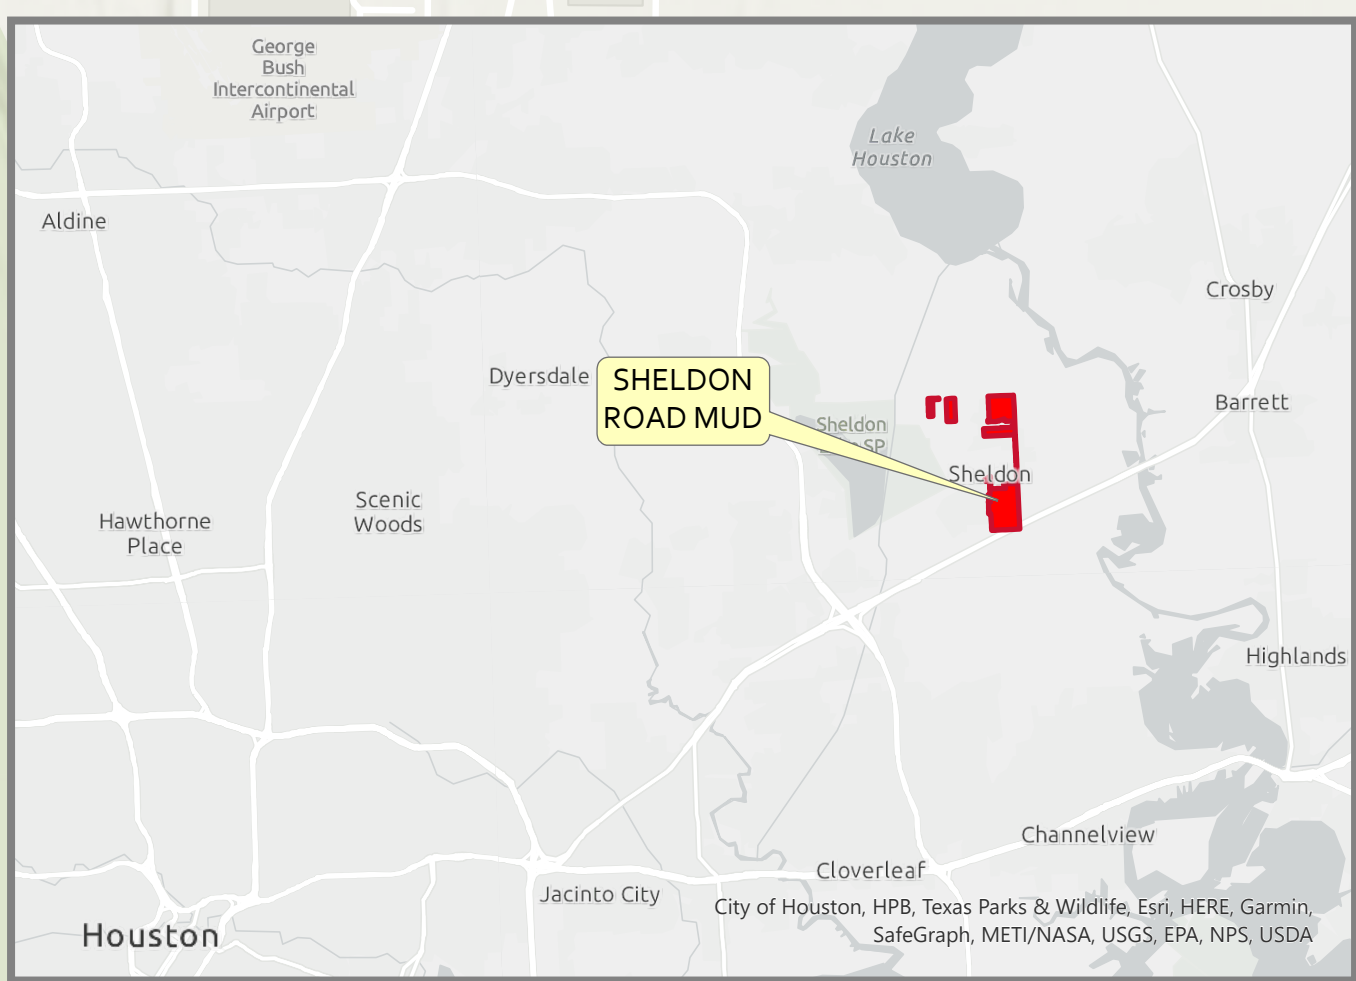 George
Bush
Intercontinental
Airport
Lake
Houston
Aldine
Crosby
Dyersdale
SHELDON
ROAD MUD
Barrett
Sheldon
SP
Sheldon
Scenic
Woods
Hawthorne
Place
Highlands
Channelview
Cloverleaf
Jacinto City
Houston
City of Houston, HPB, Texas Parks & Wildlife, Esri, HERE, Garmin,
SafeGraph, METI/NASA, USGS, EPA, NPS, USDA